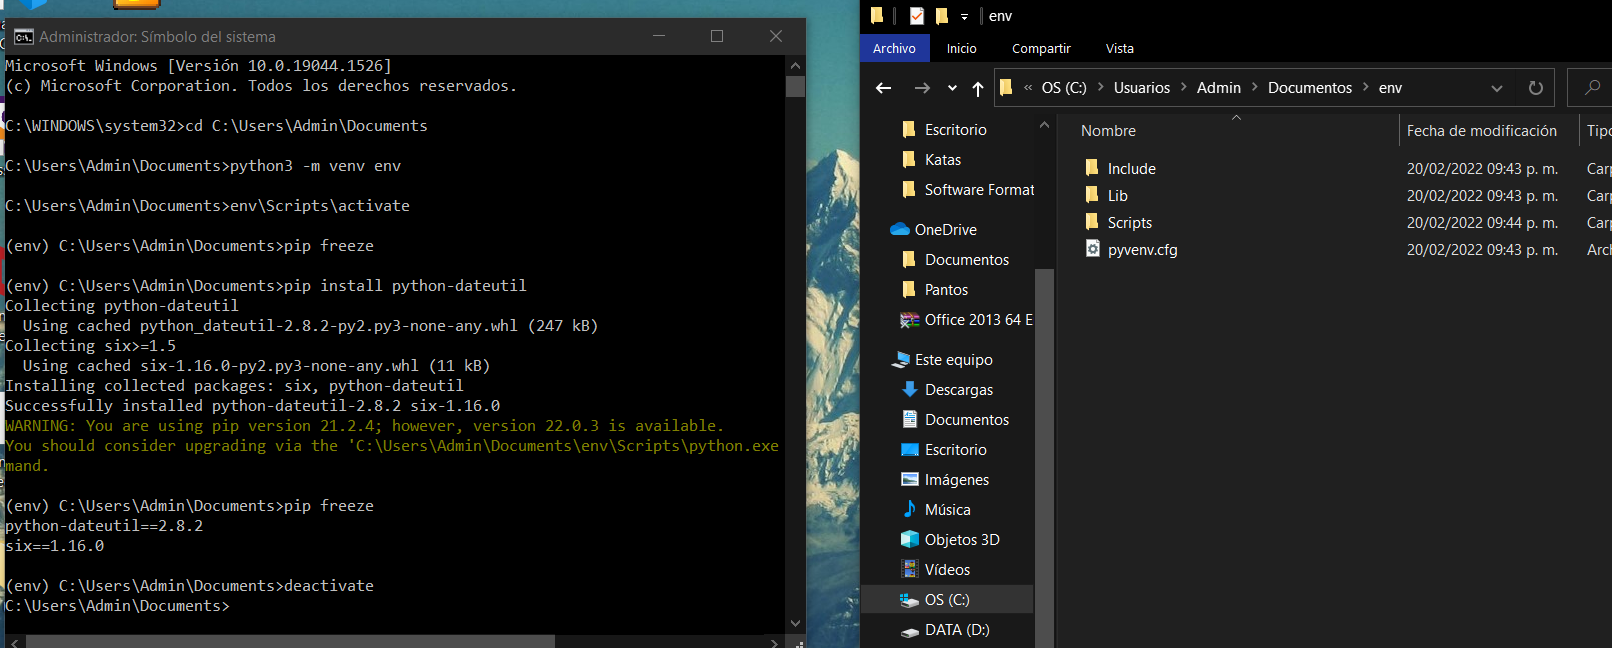 Administrador: Símbolo del sistema
Microsoft Windows [Versión 10.0.19044.1526]
(c) Microsoft Corporation. Todos los derechos reservados.
C:\WINDOWS\system32>cd C:\Users\Admin\Documents
C:\Users\Admin\Documents>python3 -m venv env
C:\Users\Admin\Documents>env\Scripts\activate
(env) C:\Users\Admin\Documents>pip freeze
(env) C:\Users\Admin\Documents>pip install python-dateutil
Collecting python-dateutil
Using cached python_dateutil-2.8.2-py2.py3-none-any.whl (247 kB)
Collecting six>=1.5
Using cached six-1.16.0-py2.py3-none-any.whl (11 kB)
Installing collected packages: six, python-dateutil
Successfully installed python-dateutil-2.8.2 six-1.16.0
WARNING: You are using pip version 21.2.4; however, version 22.0.3 is available.
You should consider upgrading via the 'C:\Users\Admin\Documents\env\Scripts\python.exe
mand.
(env) C:\Users\Admin\Documents>pip freeze
python-dateutil==2.8.2
six==1.16.0
(env) C:\Users\Admin\Documents>deactivate
C:\Users\Admin\Documents>
env
Archivo Inicio Compartir Vista
« OS (C:) > Usuarios > Admin > Documentos > env
Escritorio
Katas
Software Format
OneDrive
Documentos
Pantos
Office 2013 64 E
Este equipo
Descargas
Documentos
Escritorio
Imágenes
Música
Objetos 3D
Vídeos
OS (C:)
DATA (D:)
Nombre Fecha de modificación Tipo
Include 20/02/2022 09:43 p. m. Carp
Lib 20/02/2022 09:43 p. m. Carp
Scripts 20/02/2022 09:44 p. m. Carp
pyvenv.cfg 20/02/2022 09:43 p. m. Arch